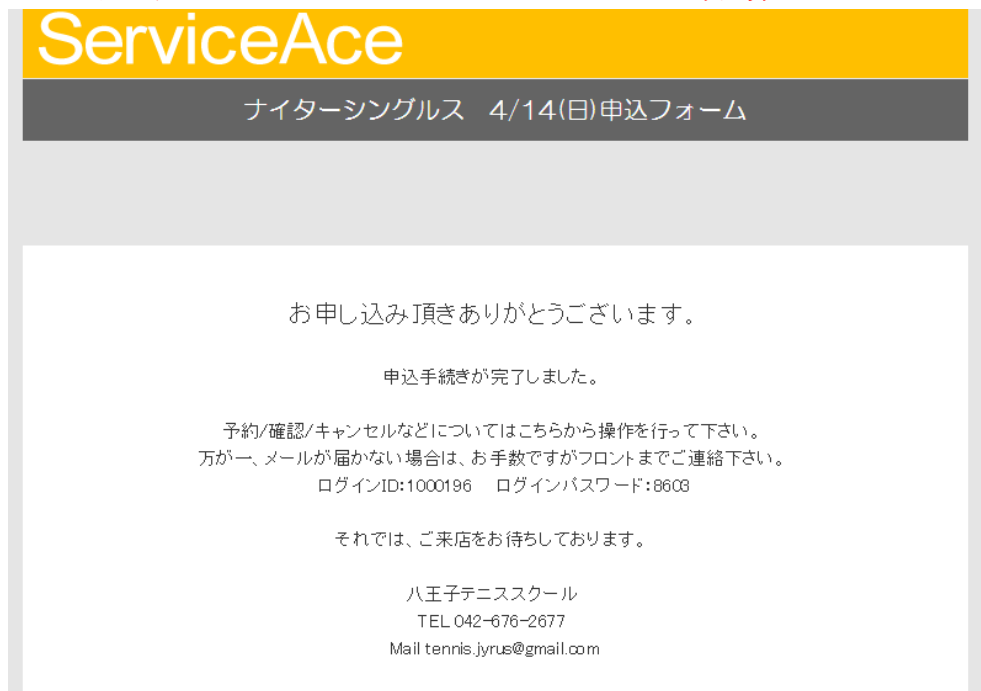 ServiceAce
ナイターシングルス　4/14(日)申込フォーム
お申し込み頂きありがとうございます。
申込手続きが完了しました。
予約/確認/キャンセルなどについてはこちらから操作を行って下さい。
万が一、メールが届かない場合は、お手数ですがフロントまでご連絡下さい。
ログインID:1000196　ログインパスワード:8603
それでは、ご来店をお待ちしております。
八王子テニススクール
TEL 042-676-2677
Mail tennis.jyrus@gmail.com